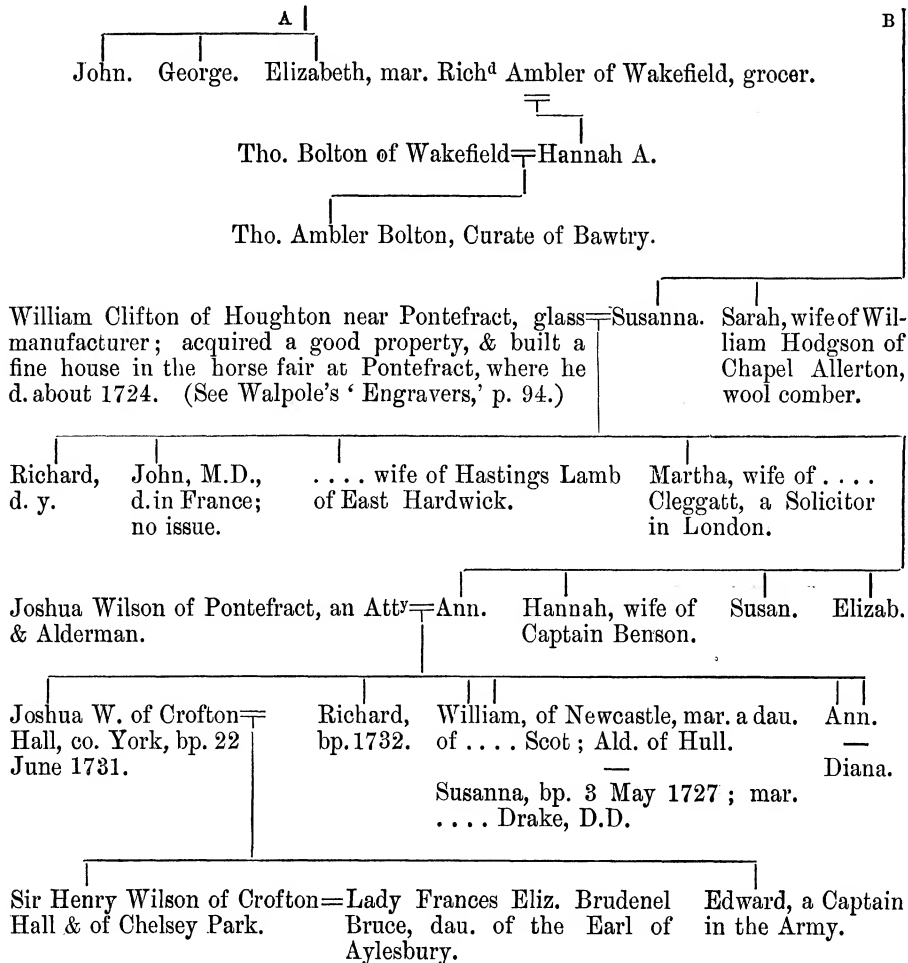 A B
John. George. Elizabeth, mar. Richᵈ Ambler of Wakefield, grocer.
Tho. Bolton of Wakefield=Hannah A.
Tho. Ambler Bolton, Curate of Bawtry.
William Clifton of Houghton near Pontefract, glass=Susanna.
manufacturer; acquired a good property, & built a
fine house in the horse fair at Pontefract, where he
d. about 1724. (See Walpole's ‘ Engravers,’ p. 94.)
Sarah, wife of Wil-
liam Hodgson of
Chapel Allerton,
wool comber.
Richard,
d. y.
John, M.D.,
d. in France;
no issue.
. . . . wife of Hastings Lamb
of East Hardwick.
Martha, wife of . . . .
Cleggatt, a Solicitor
in London.
Joshua Wilson of Pontefract, an Attʸ=Ann.
& Alderman.
Hannah, wife of
Captain Benson.
Susan.
Elizab.
Joshua W. of Crofton=
Hall, co. York, bp. 22
June 1731.
Richard,
bp. 1732.
William, of Newcastle, mar. a dau.
of . . . . Scot; Ald. of Hull.
—
Susanna, bp. 3 May 1727; mar.
. . . . Drake, D.D.
Ann.
—
Diana.
Sir Henry Wilson of Crofton=
Hall & of Chelsey Park.
Lady Frances Eliz. Brudenel
Bruce, dau. of the Earl of
Aylesbury.
Edward, a Captain
in the Army.